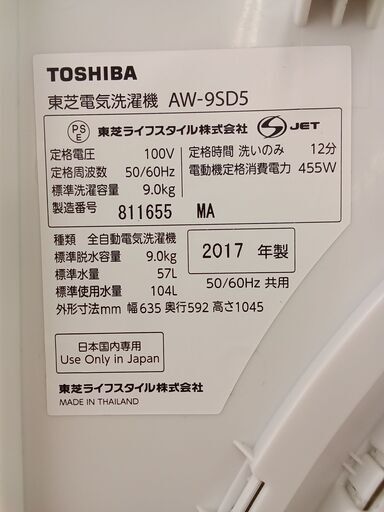 TOSHIBA
東芝電気洗濯機 AW-9SD5
PSE 東芝ライフスタイル株式会社 JET
定格電圧 100V 定格時間 洗いのみ 12分
定格周波数 50/60Hz 電動機定格消費電力 455W
標準洗濯容量 9.0kg
製造番号 811655 MA
種類 全自動電気洗濯機
標準脱水容量 9.0kg 2017 年製
標準水量 57L
標準使用水量 104L 50/60Hz 共用
外形寸法mm 幅635 奥行592 高さ1045
日本国内専用
Use Only in Japan
東芝ライフスタイル株式会社
MADE IN THAILAND